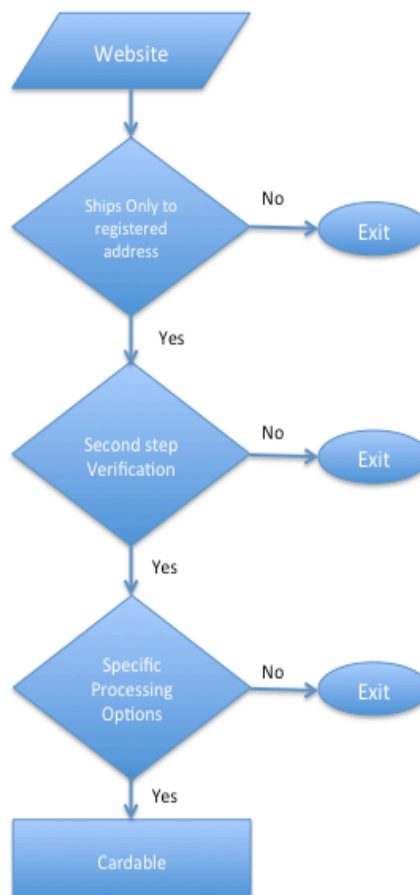 Website
Ships Only to
registered
address
No
Exit
Yes
Second step
Verification
No
Exit
Yes
Specific
Processing
Options
No
Exit
Yes
Cardable